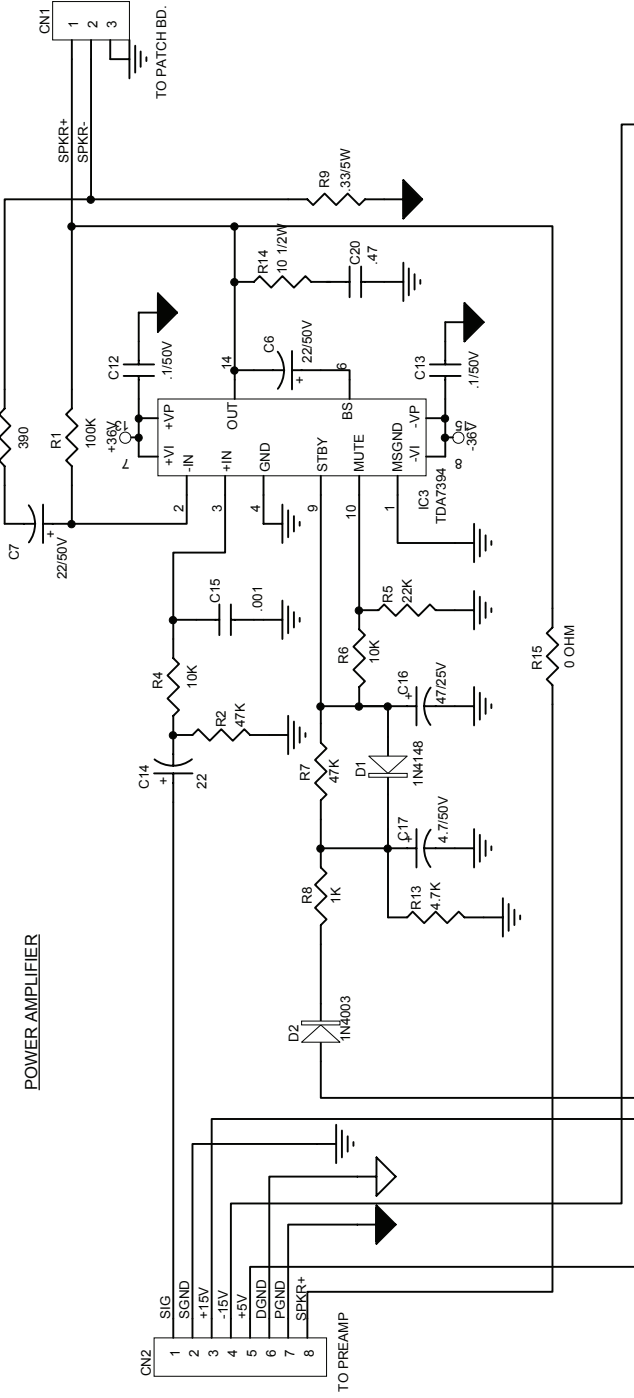 POWER AMPLIFIER
CN1
1
2
3
TO PATCH BD.
SPKR+
SPKR-
R9
.33/5W
390
R1
100K
C7
+
22/50V
C12
.1/50V
+36V
13
7
+VP
+VI
-IN
+IN
GND
STBY
MUTE
MSGND
OUT
BS
-VP
-VI
14
6
2
3
4
9
10
1
8
-36V
IC3
TDA7394
C6
22/50V
+
R14
10 1/2W
C20
.47
C13
.1/50V
C15
.001
R4
10K
R2
47K
C14
+
22
R5
22K
R6
10K
C16
+
47/25V
R7
47K
D1
1N4148
C17
+
4.7/50V
R8
1K
R13
4.7K
D2
1N4003
R15
0 OHM
CN2
1
2
3
4
5
6
7
8
SIG
SGND
+15V
-15V
+5V
DGND
PGND
SPKR+
TO PREAMP